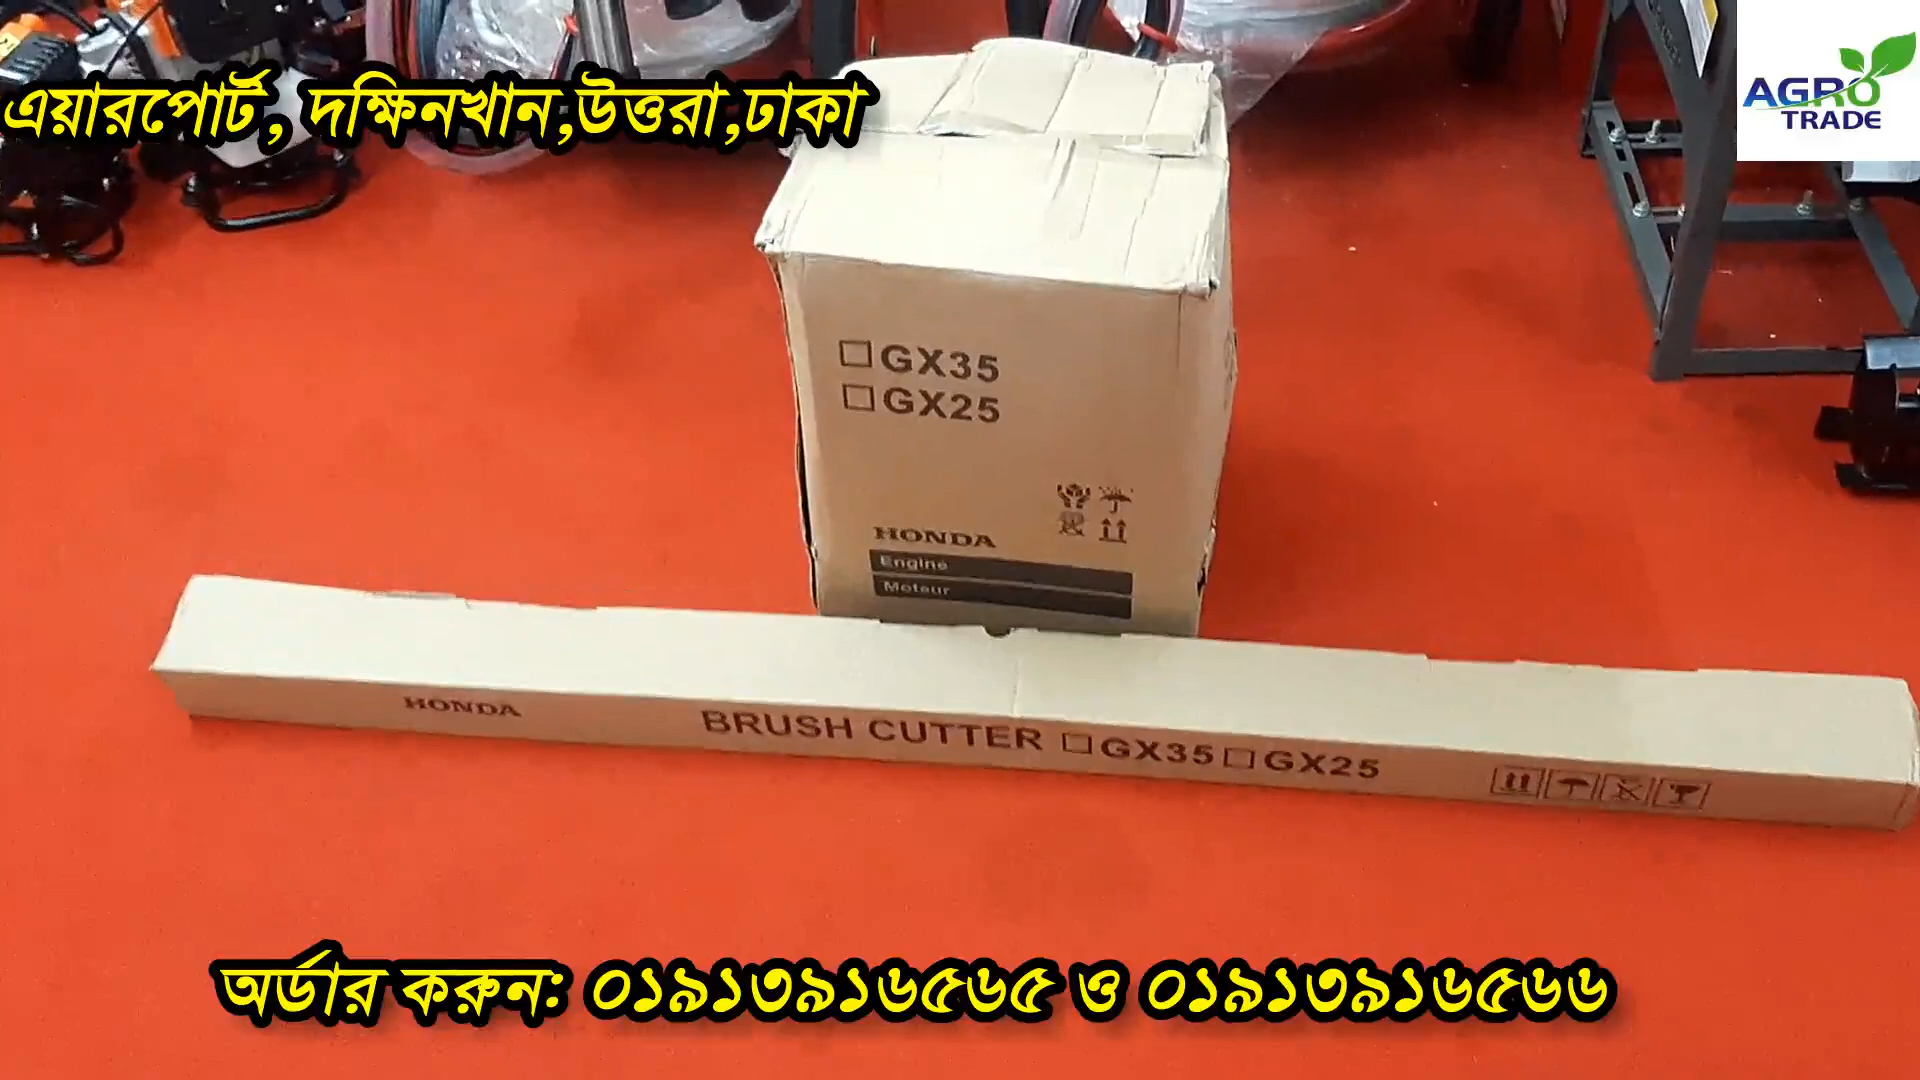 এয়ারপোর্ট, দক্ষিনখান,উত্তরা,ঢাকা
AGRO
TRADE
☐GX35
☐GX25
HONDA
Engine
Moteur
HONDA BRUSH CUTTER ☐GX35☐GX25
অর্ডার করুন: ০১৯১৩৯১৬৫৬৫ ও ০১৯১৩৯১৬৫৬৬